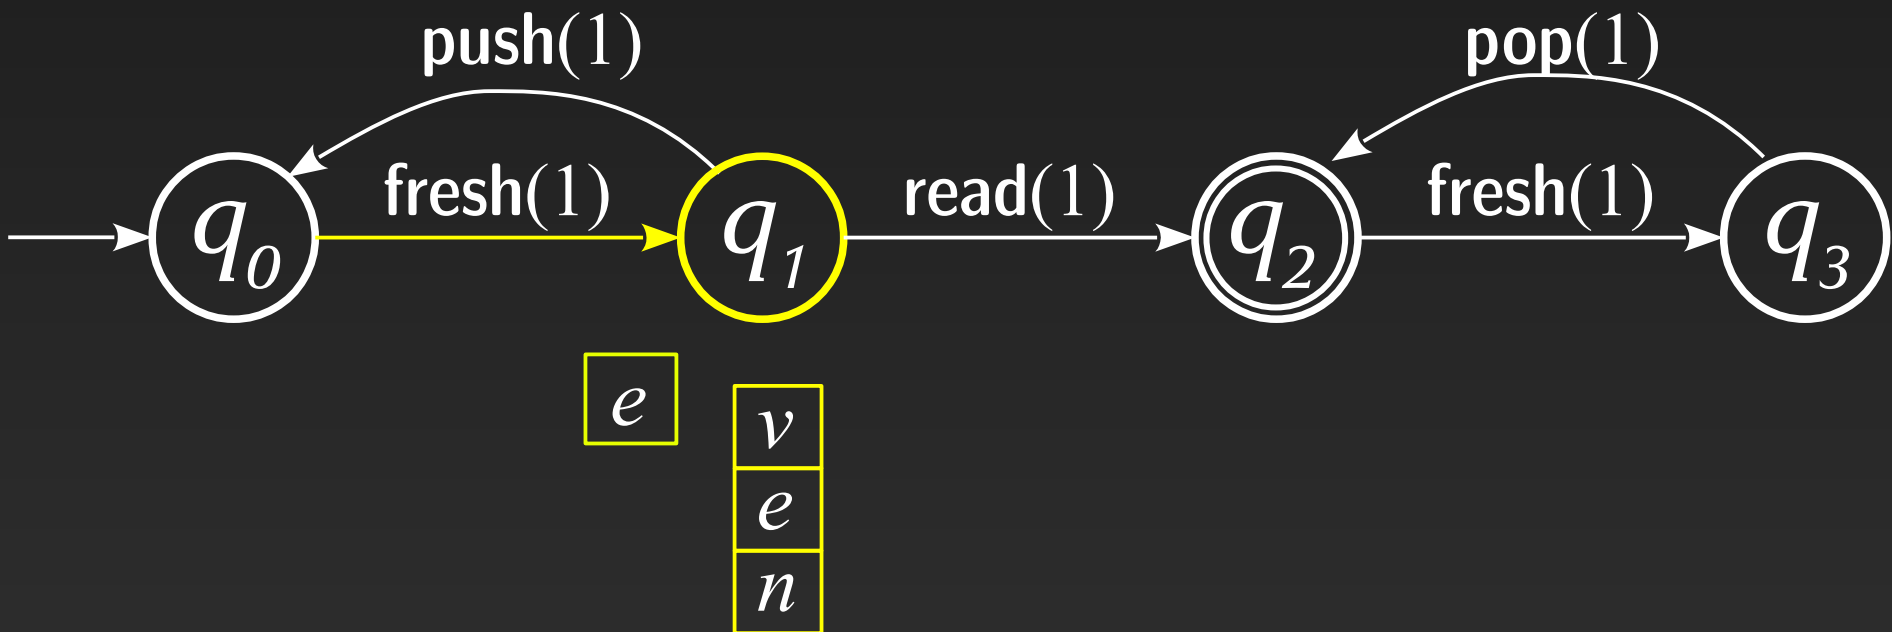 push(1) pop(1)
fresh(1) read(1) fresh(1)
q0 q1 q2 q3
e
v
e
n